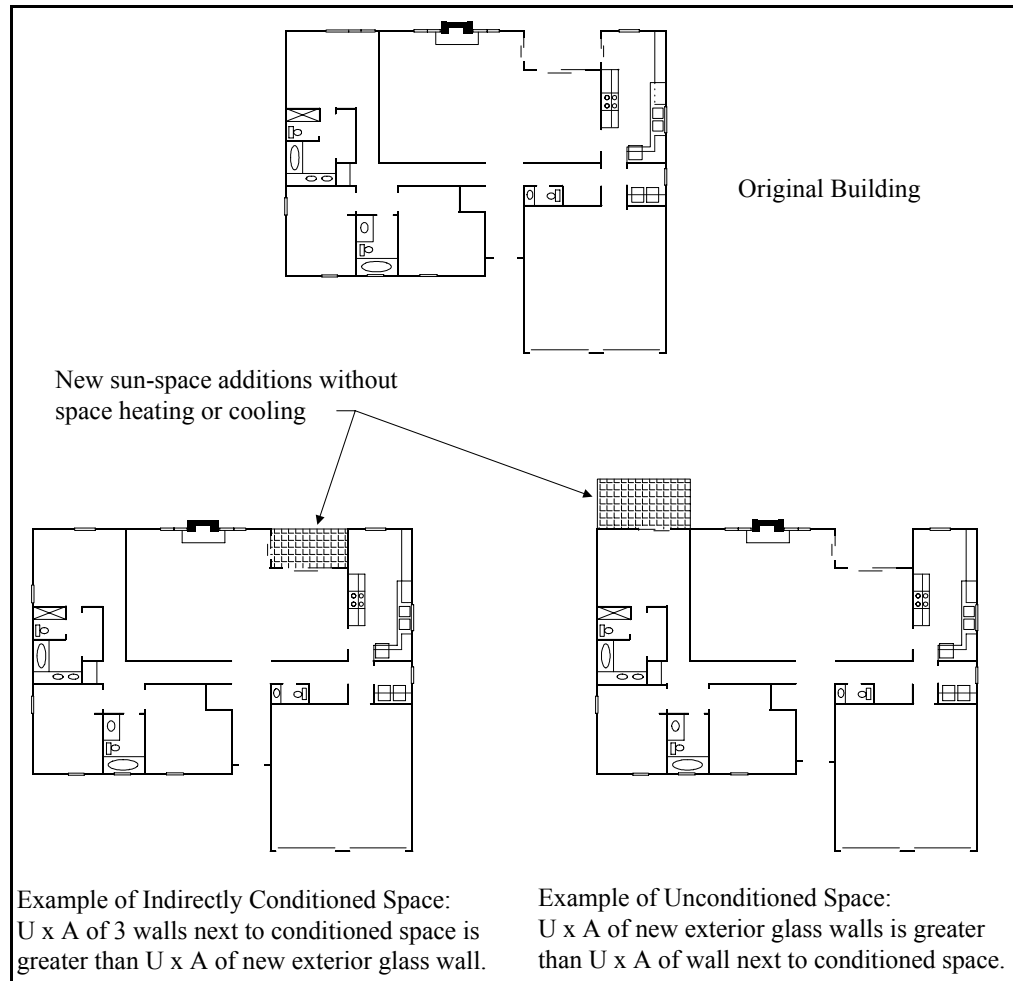 Original Building
New sun-space additions without
space heating or cooling
Example of Indirectly Conditioned Space:
U x A of 3 walls next to conditioned space is
greater than U x A of new exterior glass wall.
Example of Unconditioned Space:
U x A of new exterior glass walls is greater
than U x A of wall next to conditioned space.